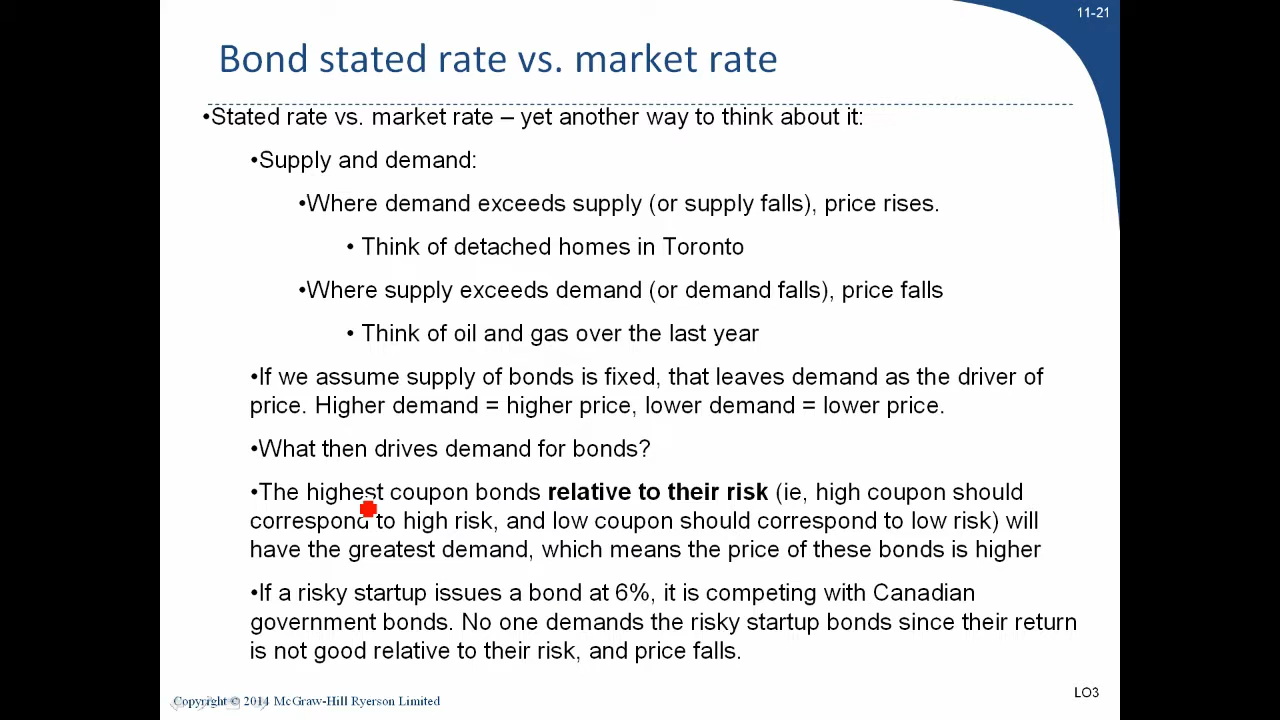 11-21
Bond stated rate vs. market rate
•Stated rate vs. market rate – yet another way to think about it:
•Supply and demand:
•Where demand exceeds supply (or supply falls), price rises.
• Think of detached homes in Toronto
•Where supply exceeds demand (or demand falls), price falls
• Think of oil and gas over the last year
•If we assume supply of bonds is fixed, that leaves demand as the driver of
price. Higher demand = higher price, lower demand = lower price.
•What then drives demand for bonds?
•The highest coupon bonds relative to their risk (ie, high coupon should
correspond to high risk, and low coupon should correspond to low risk) will
have the greatest demand, which means the price of these bonds is higher
•If a risky startup issues a bond at 6%, it is competing with Canadian
government bonds. No one demands the risky startup bonds since their return
is not good relative to their risk, and price falls.
LO3
Copyright © 2014 McGraw-Hill Ryerson Limited